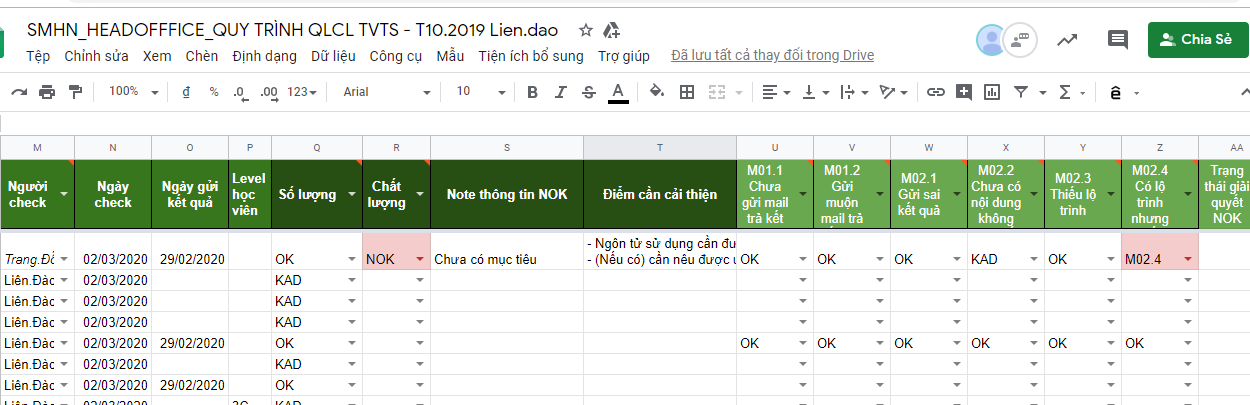 SMHN_HEADOFFFICE_QUY TRÌNH QLCL TVTS - T10.2019 Lien.dao
Tệp Chỉnh sửa Xem Chèn Định dạng Dữ liệu Công cụ Mẫu Tiện ích bổ sung Trợ giúp Đã lưu tất cả thay đổi trong Drive
Chia Sẻ
100% đ % .0 .00 123 Arial 10 B I S A Σ ê
M N O P Q R S T U V W X Y Z AA
Người check
Ngày check
Ngày gửi kết quả
Level học viên
Số lượng
Chất lượng
Note thông tin NOK
Điểm cần cải thiện
M01.1 Chưa gửi mail trả kết
M01.2 Gửi muộn mail trả
M02.1 Gửi sai kết quả
M02.2 Chưa có nội dung không
M02.3 Thiếu lộ trình
M02.4 Có lộ trình nhưng
Trạng thái giải quyết NOK
- Ngôn từ sử dụng cần đư
Trang.Đỗ 02/03/2020 29/02/2020 OK NOK Chưa có mục tiêu - (Nếu có) cần nêu được OK OK OK KAD OK M02.4
Liên.Đào 02/03/2020 KAD
Liên.Đào 02/03/2020 KAD
Liên.Đào 02/03/2020 KAD
Liên.Đào 02/03/2020 29/02/2020 OK OK OK OK OK OK OK
Liên.Đào 02/03/2020 KAD
Liên.Đào 02/03/2020 29/02/2020 OK
Liên.Đào 02/03/2020 3C KAD